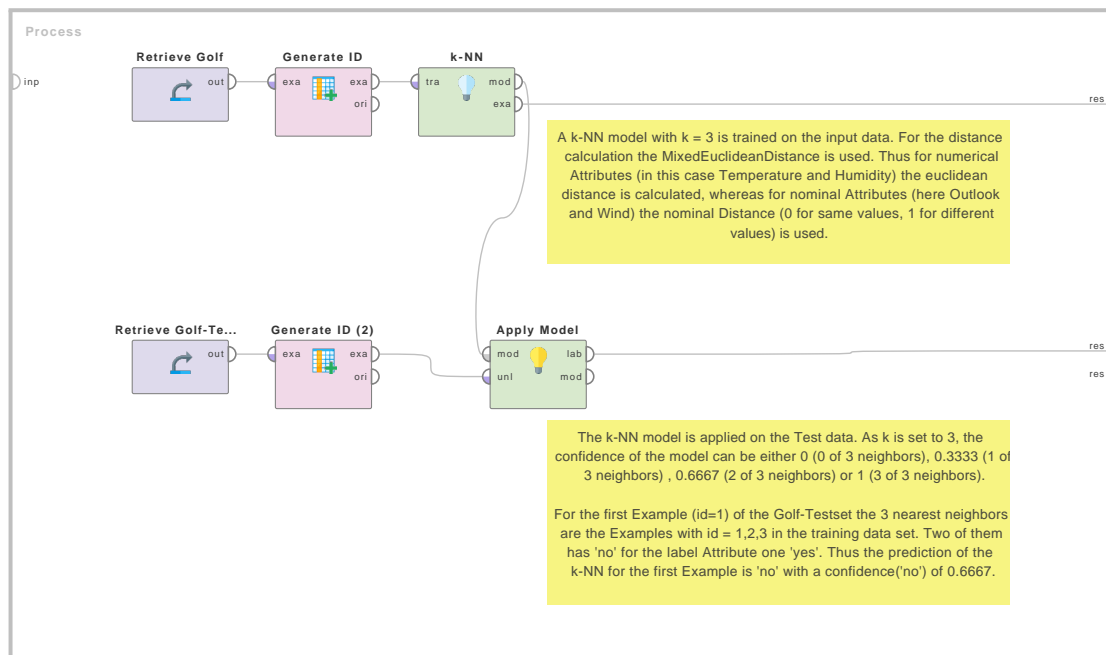 Process
inp
Retrieve Golf
out
Generate ID
exa exa
ori
k-NN
tra mod
exa
res
A k-NN model with k = 3 is trained on the input data. For the distance
calculation the MixedEuclideanDistance is used. Thus for numerical
Attributes (in this case Temperature and Humidity) the euclidean
distance is calculated, whereas for nominal Attributes (here Outlook
and Wind) the nominal Distance (0 for same values, 1 for different
values) is used.
Retrieve Golf-Te...
out
Generate ID (2)
exa exa
ori
Apply Model
mod lab
unl mod
res
res
The k-NN model is applied on the Test data. As k is set to 3, the
confidence of the model can be either 0 (0 of 3 neighbors), 0.3333 (1 of
3 neighbors) , 0.6667 (2 of 3 neighbors) or 1 (3 of 3 neighbors).
For the first Example (id=1) of the Golf-Testset the 3 nearest neighbors
are the Examples with id = 1,2,3 in the training data set. Two of them
has 'no' for the label Attribute one 'yes'. Thus the prediction of the
k-NN for the first Example is 'no' with a confidence('no') of 0.6667.